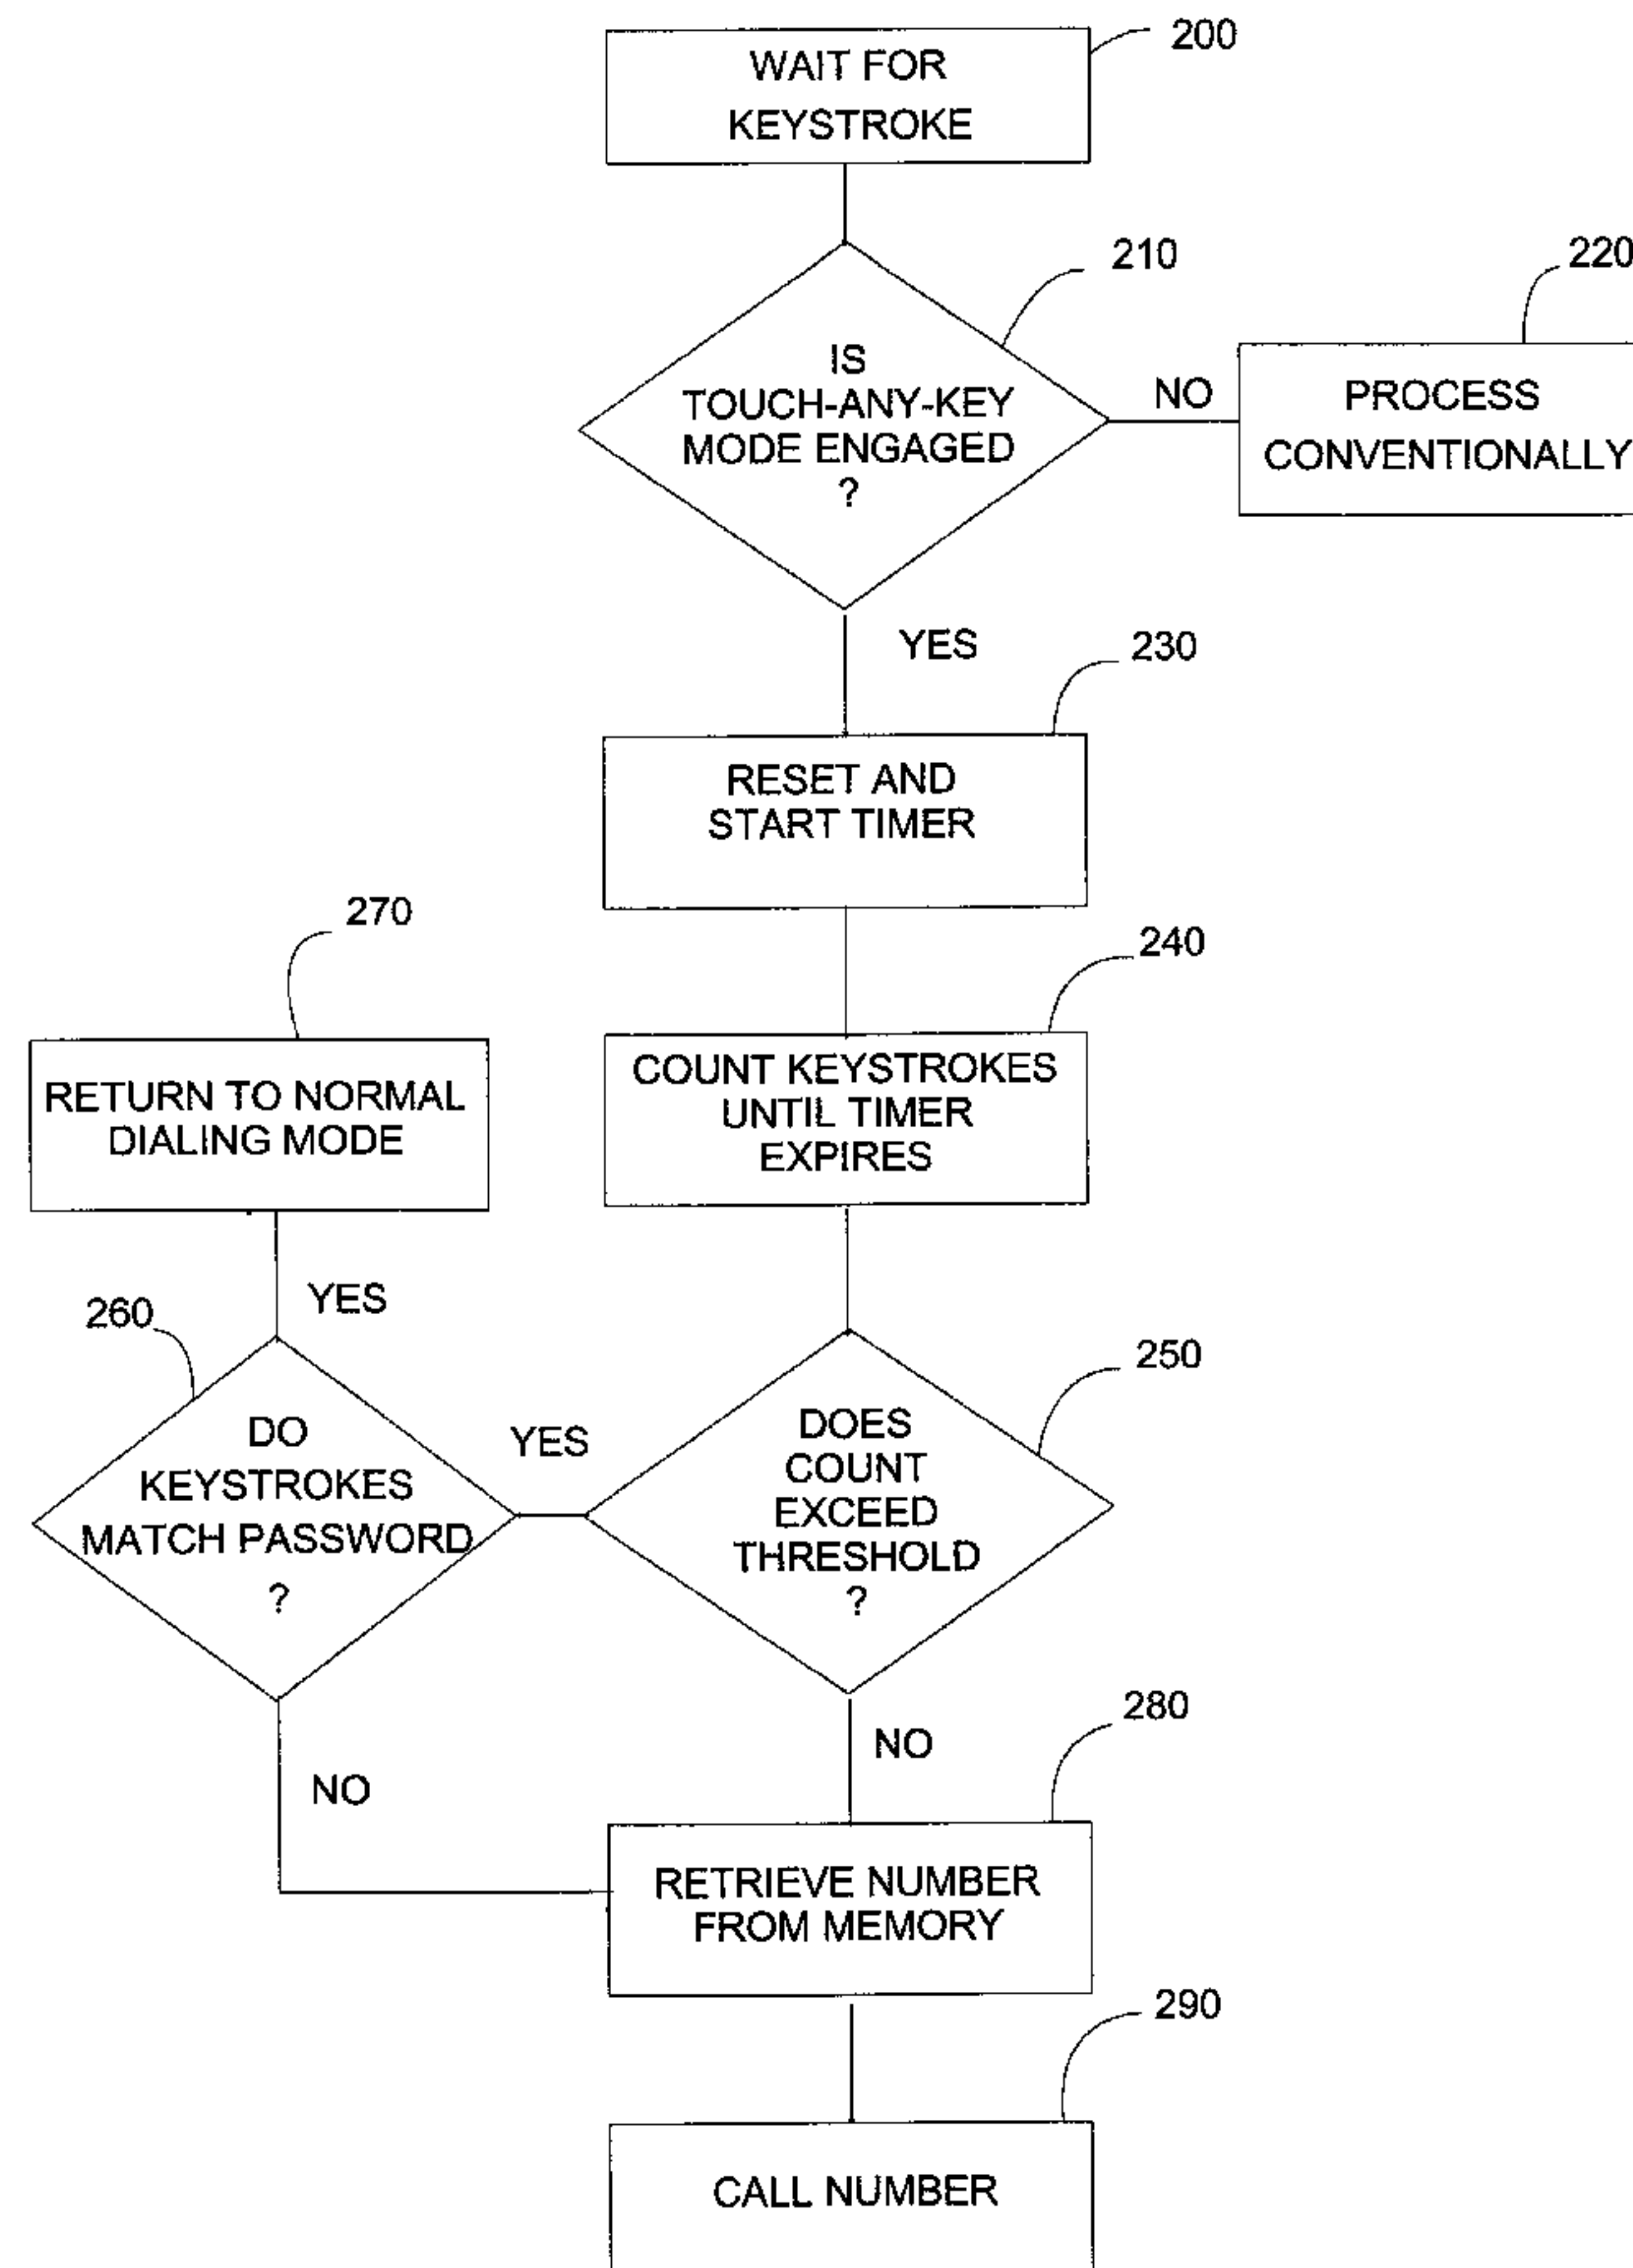 200
WAIT FOR
KEYSTROKE
210
220
IS
TOUCH-ANY-KEY
MODE ENGAGED
?
NO
PROCESS
CONVENTIONALLY
YES
230
RESET AND
START TIMER
270
240
RETURN TO NORMAL
DIALING MODE
COUNT KEYSTROKES
UNTIL TIMER
EXPIRES
YES
260
250
DO
KEYSTROKES
MATCH PASSWORD
?
YES
DOES
COUNT
EXCEED
THRESHOLD
?
280
NO
NO
RETRIEVE NUMBER
FROM MEMORY
290
CALL NUMBER